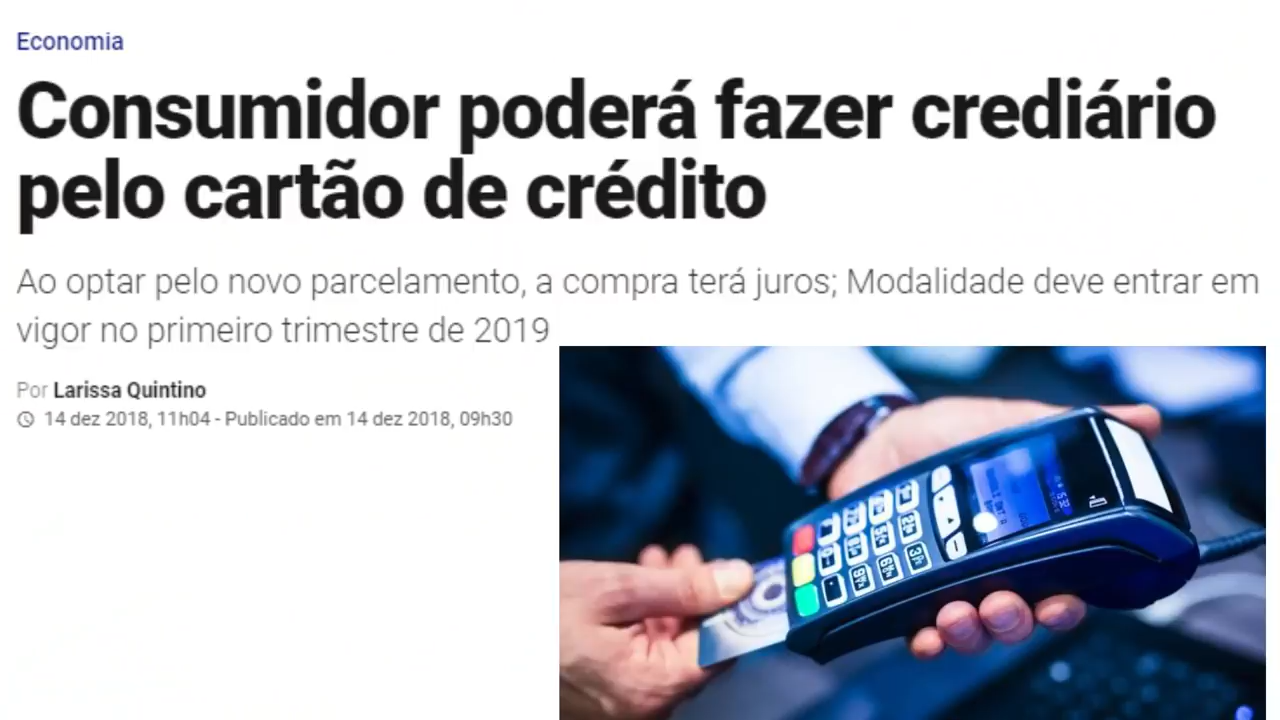 Economia
Consumidor poderá fazer crediário
pelo cartão de crédito
Ao optar pelo novo parcelamento, a compra terá juros; Modalidade deve entrar em
vigor no primeiro trimestre de 2019
Por Larissa Quintino
14 dez 2018, 11h04 - Publicado em 14 dez 2018, 09h30